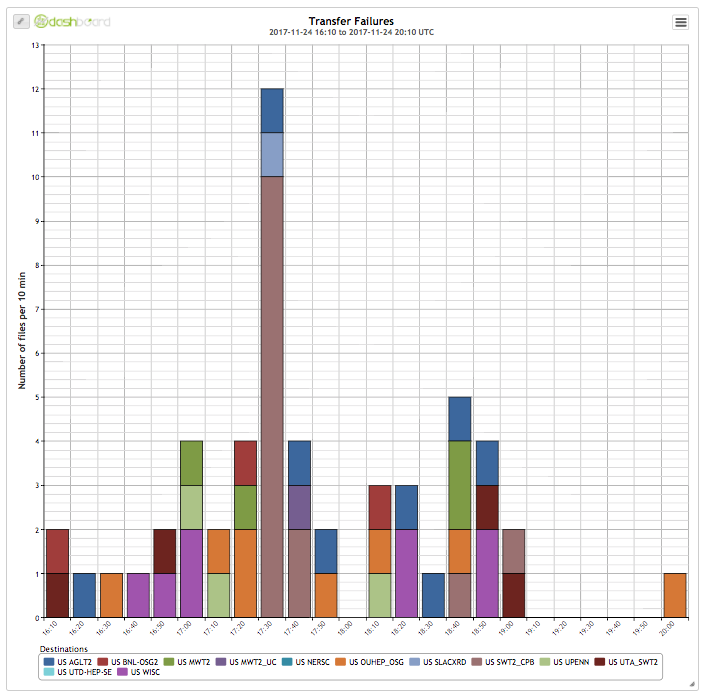 @dashboard
Transfer Failures
2017-11-24 16:10 to 2017-11-24 20:10 UTC
Number of files per 10 min
13
12
11
10
9
8
7
6
5
4
3
2
1
0
16:10 16:20 16:30 16:40 16:50 17:00 17:10 17:20 17:30 17:40 17:50 18:00 18:10 18:20 18:30 18:40 18:50 19:00 19:10 19:20 19:30 19:40 19:50 20:00
Destinations
US AGLT2 US BNL-OSG2 US MWT2 US MWT2_UC US NERSC US OUHEP_OSG US SLACXRD US SWT2_CPB US UPENN US UTA_SWT2
US UTD-HEP-SE US WISC